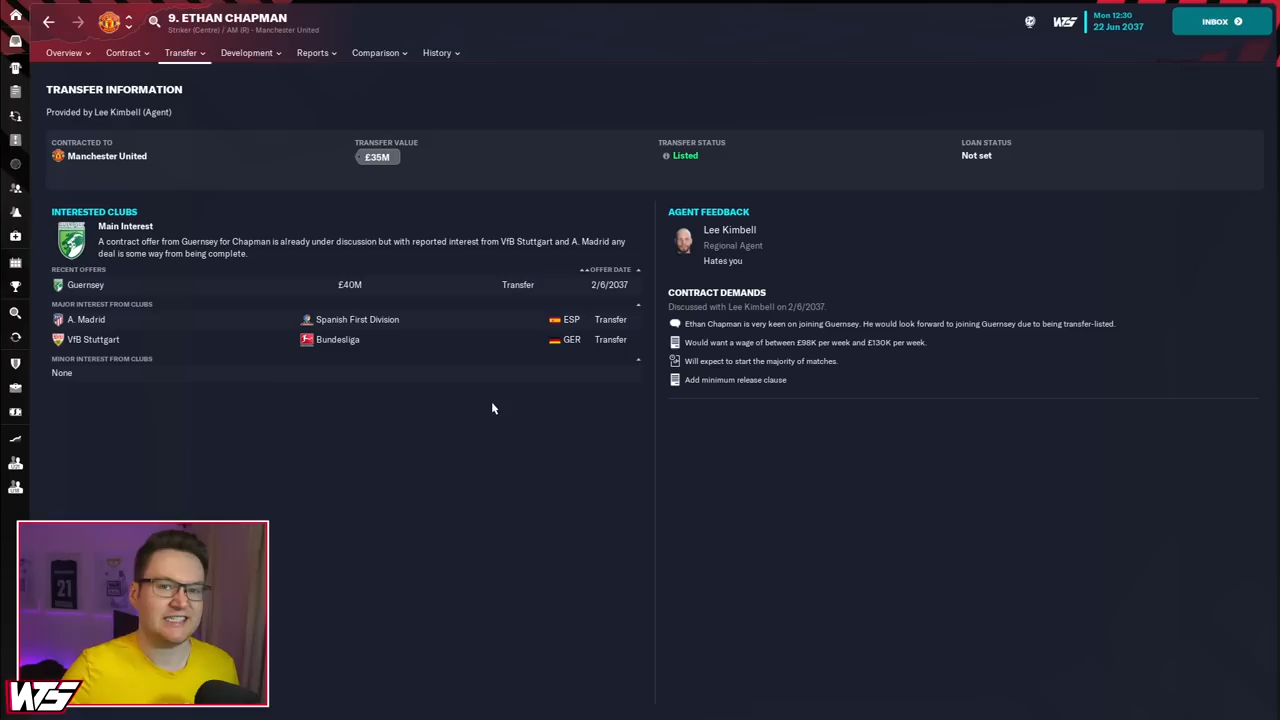 9. ETHAN CHAPMAN
Striker (Centre) / AM (R) - Manchester United
WTS
Mon 12:30
22 Jun 2037
INBOX
Overview
Contract
Transfer
Development
Reports
Comparison
History
TRANSFER INFORMATION
Provided by Lee Kimbell (Agent)
CONTRACTED TO
TRANSFER VALUE
TRANSFER STATUS
LOAN STATUS
Manchester United
£35M
Listed
Not set
INTERESTED CLUBS
Main Interest
A contract offer from Guernsey for Chapman is already under discussion but with reported interest from VfB Stuttgart and A. Madrid any
deal is some way from being complete.
RECENT OFFERS
OFFER DATE
Guernsey £40M Transfer 2/6/2037
MAJOR INTEREST FROM CLUBS
A. Madrid Spanish First Division ESP Transfer
VfB Stuttgart Bundesliga GER Transfer
MINOR INTEREST FROM CLUBS
None
AGENT FEEDBACK
Lee Kimbell
Regional Agent
Hates you
CONTRACT DEMANDS
Discussed with Lee Kimbell on 2/6/2037.
Ethan Chapman is very keen on joining Guernsey. He would look forward to joining Guernsey due to being transfer-listed.
Would want a wage of between £98K per week and £130K per week.
Will expect to start the majority of matches.
Add minimum release clause
21
WTS